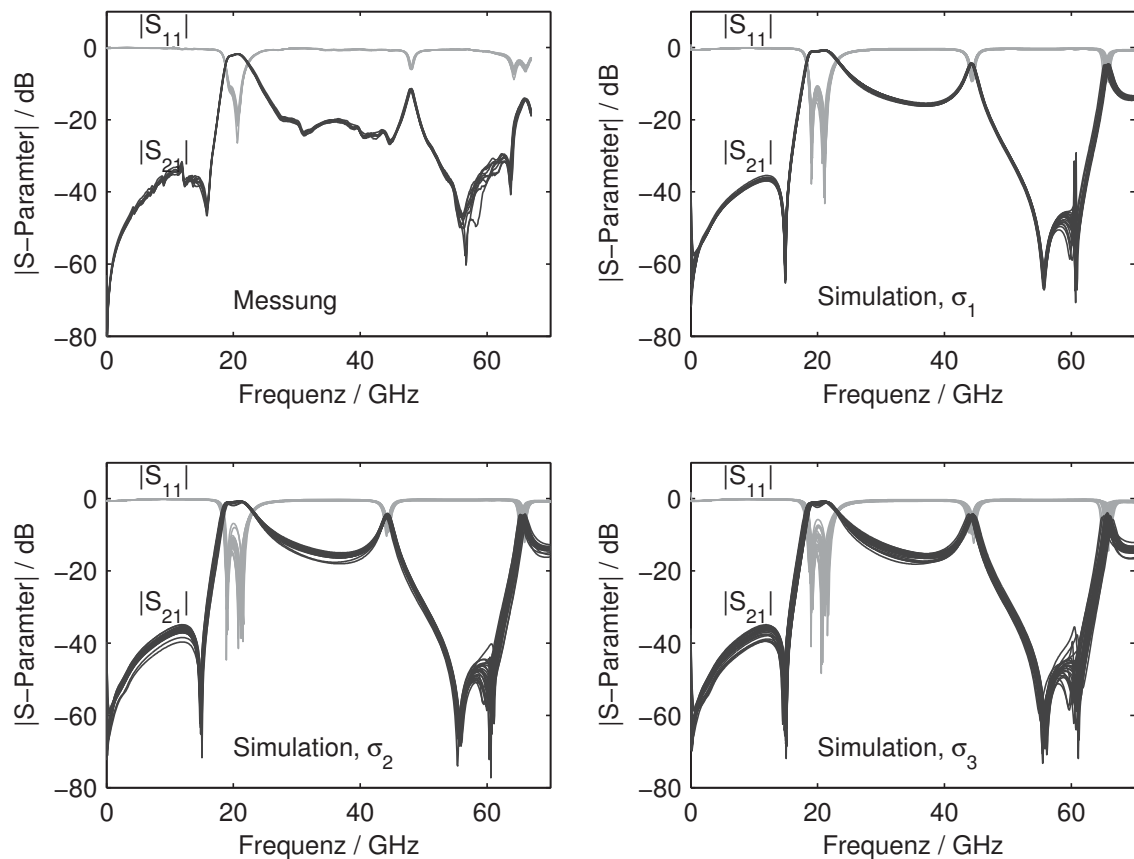 |S11|
|S21|
Messung
0
−20
−40
−60
−80
0 20 40 60
|S−Paramter| / dB
Frequenz / GHz
|S11|
|S21|
Simulation, σ1
0
−20
−40
−60
−80
0 20 40 60
|S−Parameter| / dB
Frequenz / GHz
|S11|
|S21|
Simulation, σ2
0
−20
−40
−60
−80
0 20 40 60
|S−Paramter| / dB
Frequenz / GHz
|S11|
|S21|
Simulation, σ3
0
−20
−40
−60
−80
0 20 40 60
|S−Paramter| / dB
Frequenz / GHz